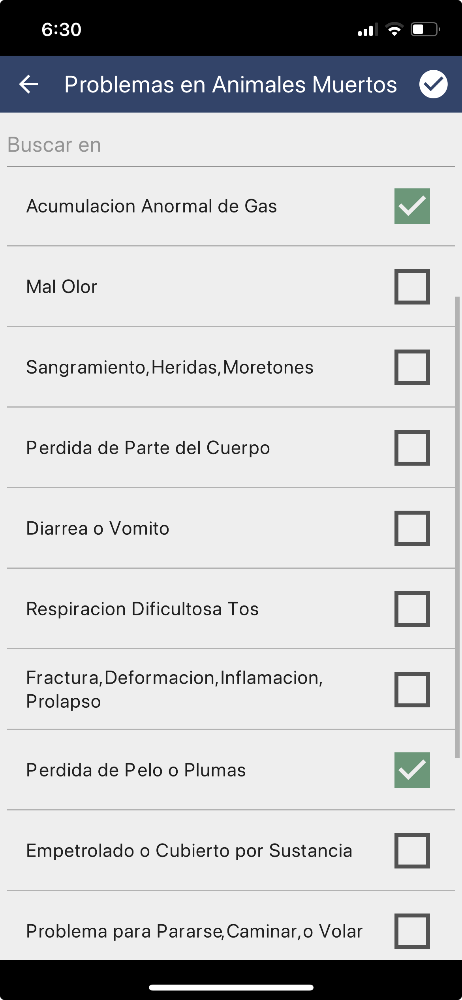 6:30
Problemas en Animales Muertos
Buscar en
Acumulacion Anormal de Gas
Mal Olor
Sangramiento,Heridas,Moretones
Perdida de Parte del Cuerpo
Diarrea o Vomito
Respiracion Dificultosa Tos
Fractura,Deformacion,Inflamacion,
Prolapso
Perdida de Pelo o Plumas
Empetrolado o Cubierto por Sustancia
Problema para Pararse,Caminar,o Volar